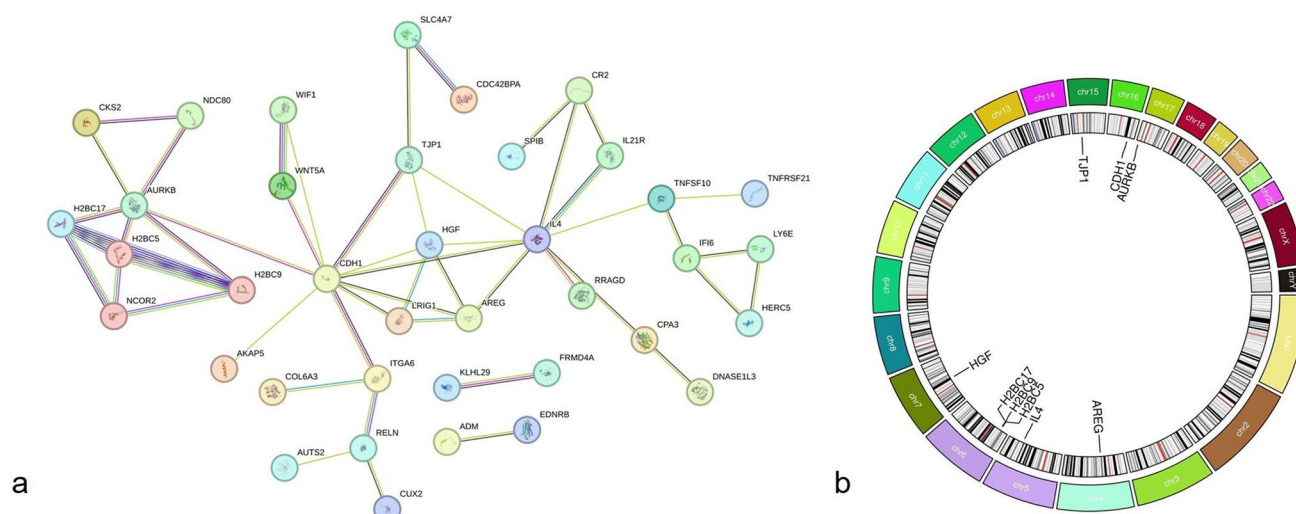 SLC4A7
CDC42BPA
CR2
CKS2
NDC80
WIF1
SPIB
IL21R
TJP1
WNT5A
AURKB
TNFSF10
TNFRSF21
H2BC17
HGF
IL4
H2BC5
LY6E
IFI6
CDH1
H2BC9
RRAGD
NCOR2
LRIG1
AREG
HERC5
CPA3
AKAP5
ITGA6
COL6A3
KLHL29
FRMD4A
DNASE1L3
EDNRB
ADM
RELN
AUTS2
CUX2
a
chr14
chr15
chr16
chr17
chr18
chr13
chr12
chr20
chr11
chrX
chrY
chr9
chr1
chr8
chr7
chr2
chr6
chr5
chr4
chr3
TJP1
CDH1
AURKB
HGF
H2BC17
H2BC9
H2BC5
IL4
AREG
b